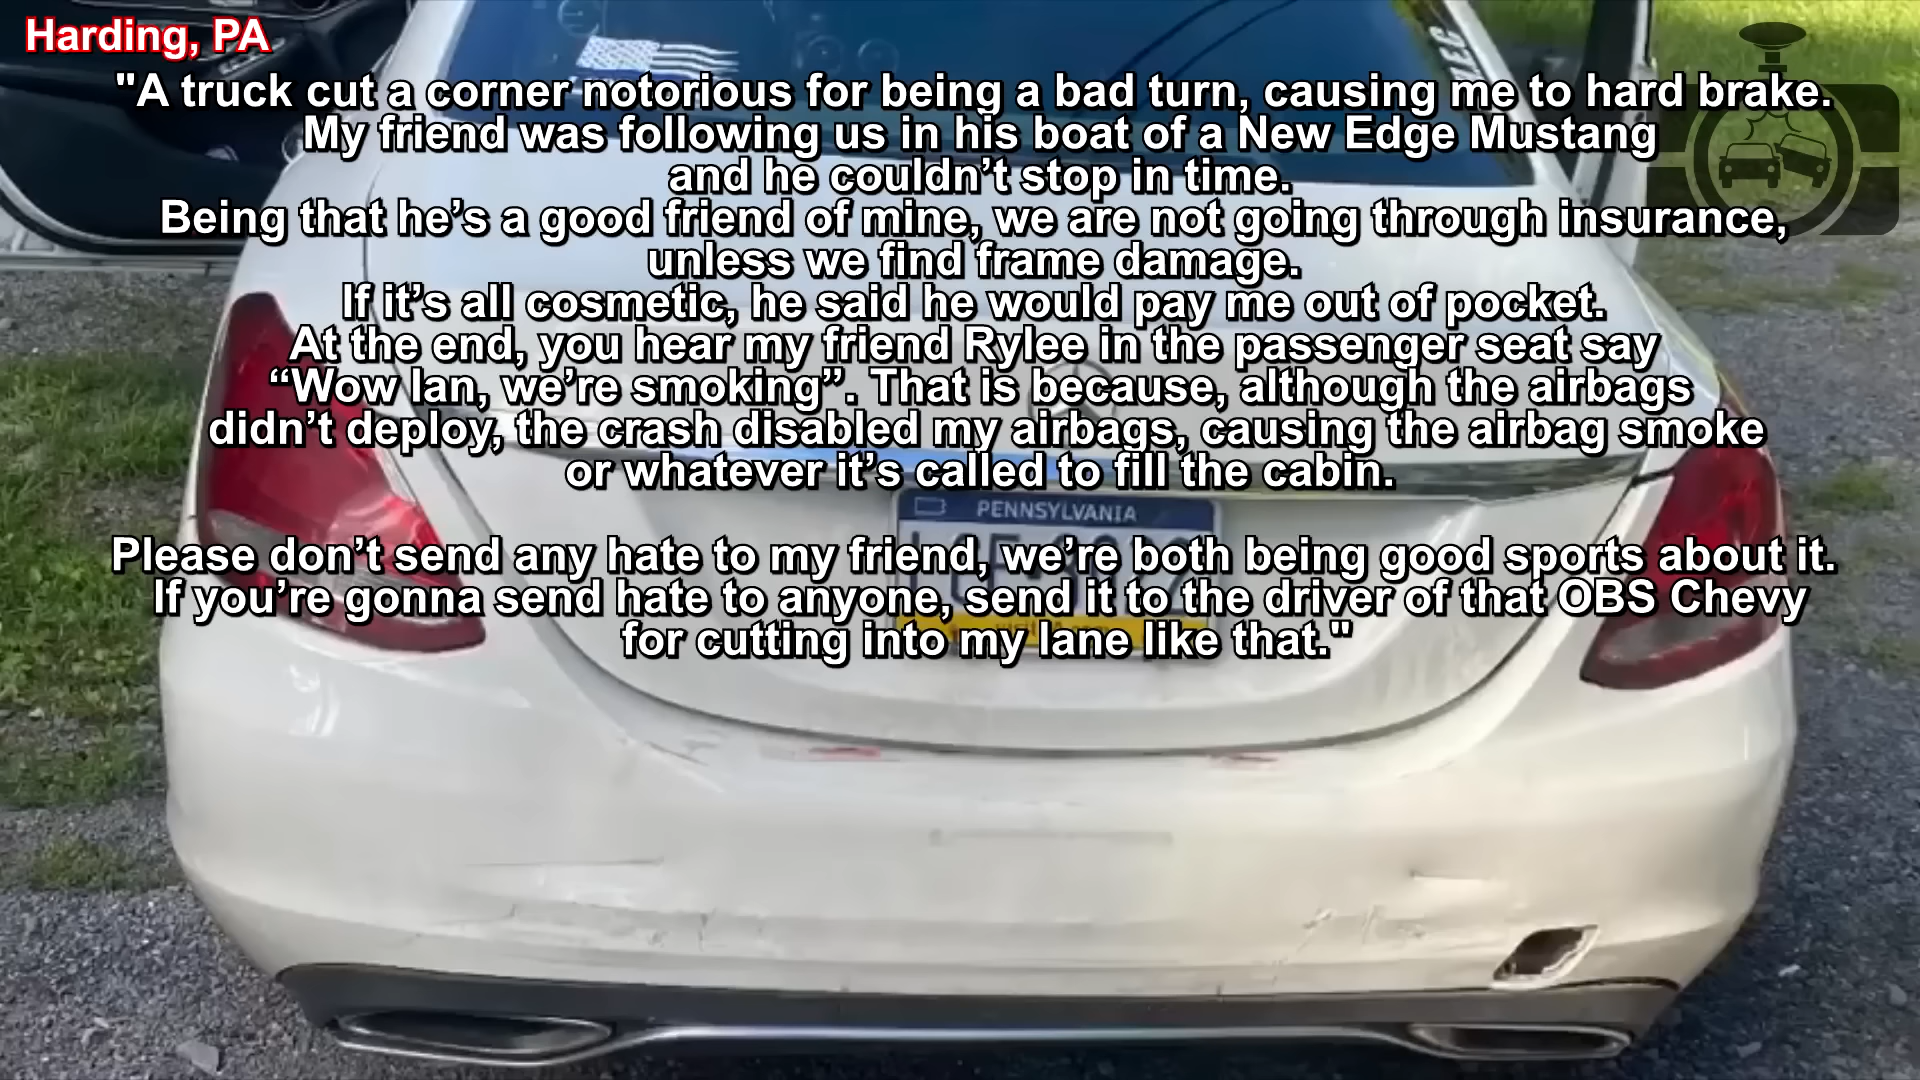 Harding, PA
"A truck cut a corner notorious for being a bad turn, causing me to hard brake.
My friend was following us in his boat of a New Edge Mustang
and he couldn’t stop in time.
Being that he’s a good friend of mine, we are not going through insurance,
unless we find frame damage.
If it’s all cosmetic, he said he would pay me out of pocket.
At the end, you hear my friend Rylee in the passenger seat say
“Wow Ian, we’re smoking”. That is because, although the airbags
didn’t deploy, the crash disabled my airbags, causing the airbag smoke
or whatever it’s called to fill the cabin.
PENNSYLVANIA
Please don’t send any hate to my friend, we’re both being good sports about it.
If you’re gonna send hate to anyone, send it to the driver of that OBS Chevy
for cutting into my lane like that."